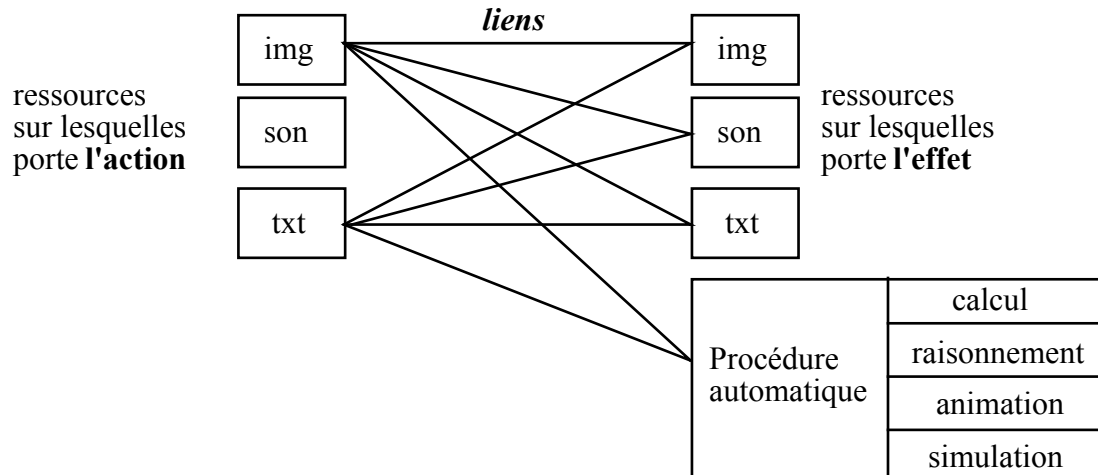 liens
img
son
txt
ressources
sur lesquelles
porte l'action
img
son
txt
ressources
sur lesquelles
porte l'effet
Procédure
automatique
calcul
raisonnement
animation
simulation